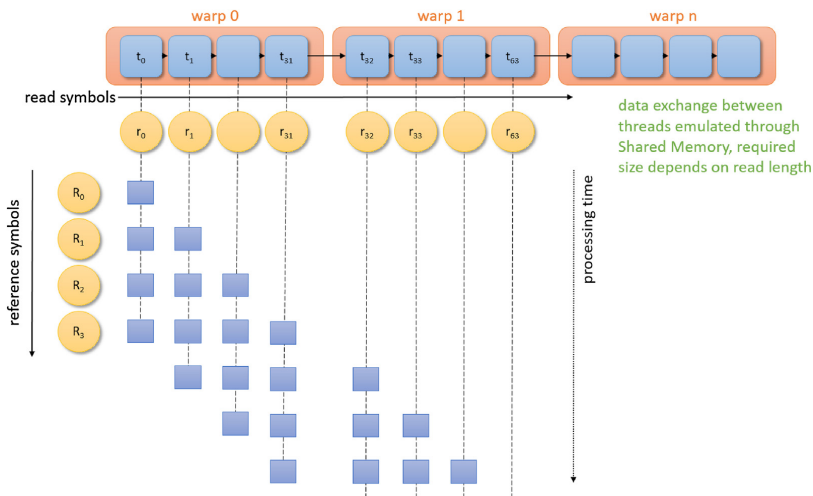 warp 0
warp 1
warp n
t0 t1 t31 t32 t33 t63
read symbols
data exchange between
threads emulated through
Shared Memory, required
size depends on read length
r0 r1 r31 r32 r33 r63
reference symbols
R0
R1
R2
R3
processing time